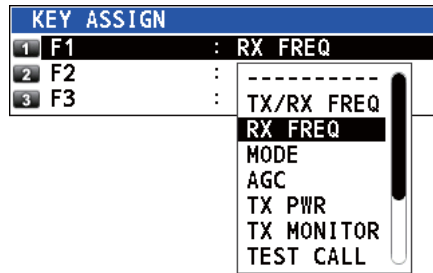 KEY ASSIGN
1 F1 : RX FREQ
2 F2 :
3 F3 :
----------
TX/RX FREQ
RX FREQ
MODE
AGC
TX PWR
TX MONITOR
TEST CALL